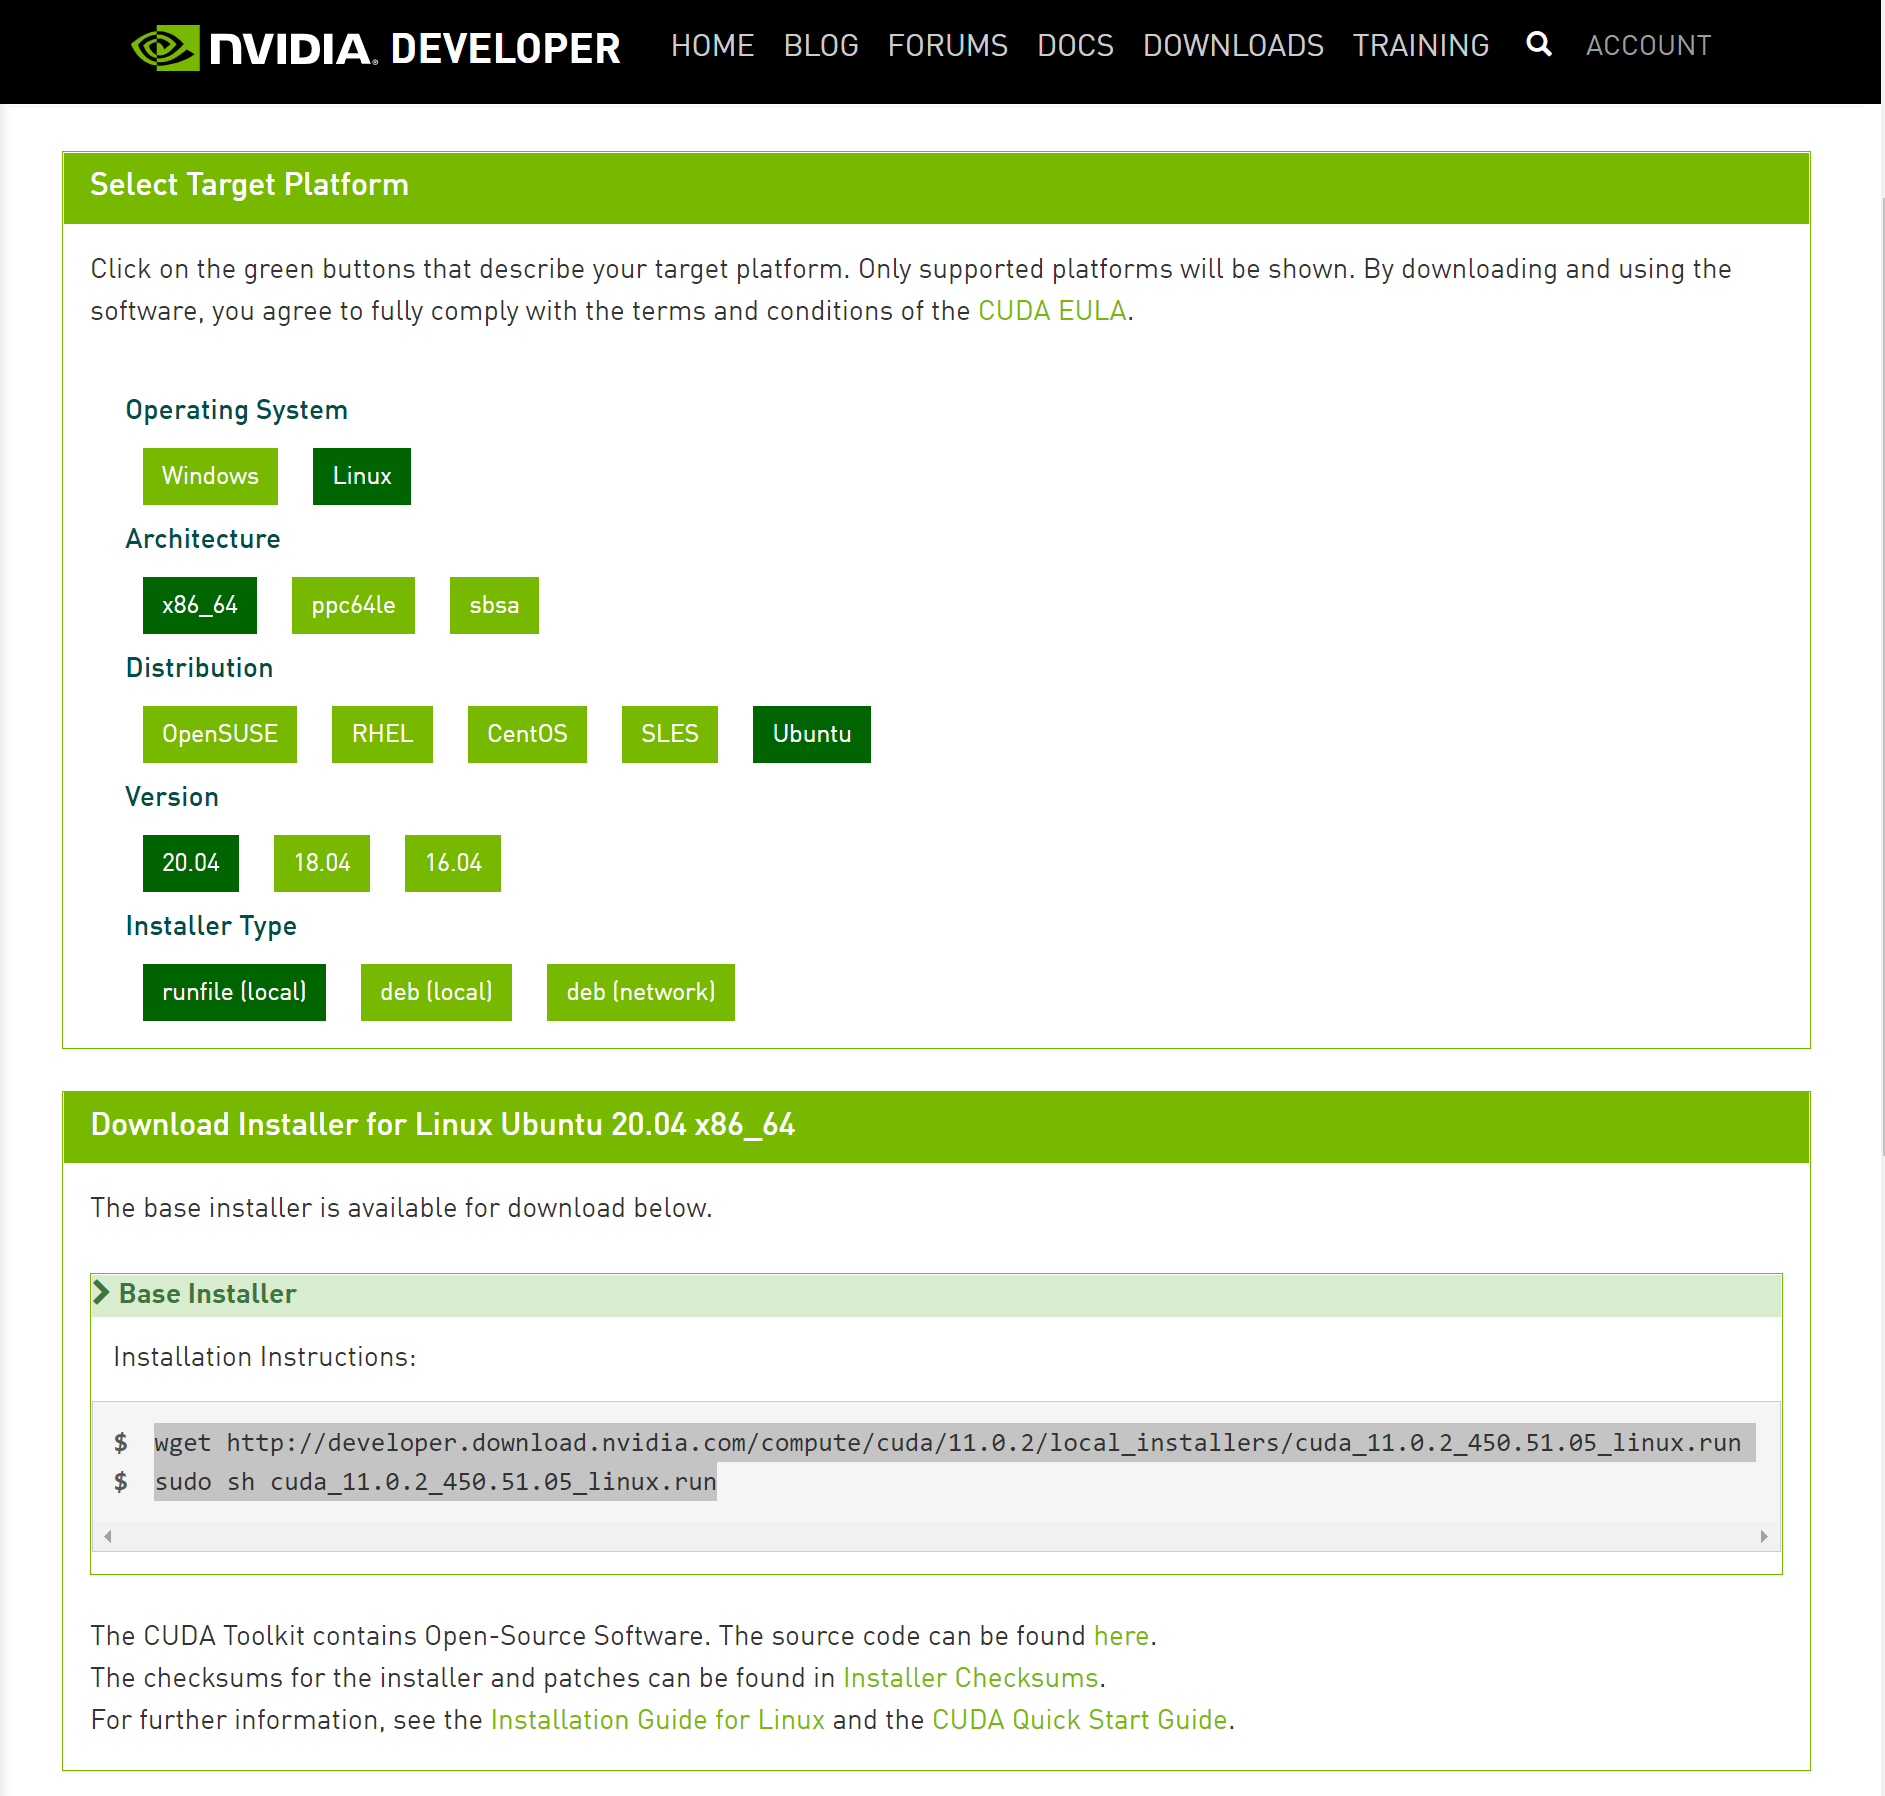 NVIDIA. DEVELOPER HOME BLOG FORUMS DOCS DOWNLOADS TRAINING ACCOUNT
Select Target Platform
Click on the green buttons that describe your target platform. Only supported platforms will be shown. By downloading and using the
software, you agree to fully comply with the terms and conditions of the CUDA EULA.
Operating System
Windows Linux
Architecture
x86_64 ppc64le sbsa
Distribution
OpenSUSE RHEL CentOS SLES Ubuntu
Version
20.04 18.04 16.04
Installer Type
runfile (local) deb (local) deb (network)
Download Installer for Linux Ubuntu 20.04 x86_64
The base installer is available for download below.
Base Installer
Installation Instructions:
$ wget http://developer.download.nvidia.com/compute/cuda/11.0.2/local_installers/cuda_11.0.2_450.51.05_linux.run
$ sudo sh cuda_11.0.2_450.51.05_linux.run
The CUDA Toolkit contains Open-Source Software. The source code can be found here.
The checksums for the installer and patches can be found in Installer Checksums.
For further information, see the Installation Guide for Linux and the CUDA Quick Start Guide.